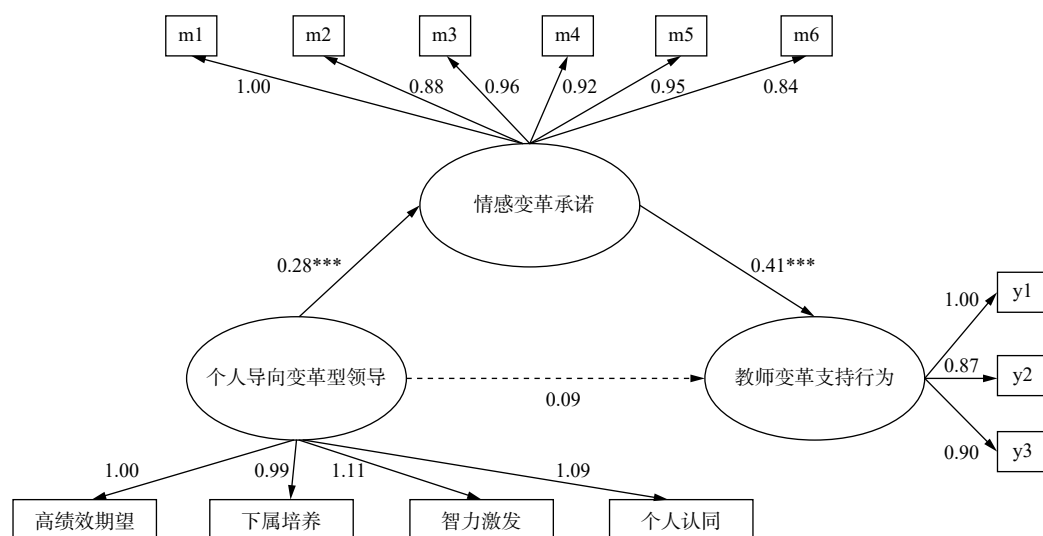 m1 m2 m3 m4 m5 m6
1.00 0.88 0.96 0.92 0.95 0.84
情感变革承诺
0.28*** 0.41***
y1
1.00
个人导向变革型领导 教师变革支持行为 0.87 y2
0.09
0.90 y3
1.00 0.99 1.11 1.09
高绩效期望 下属培养 智力激发 个人认同